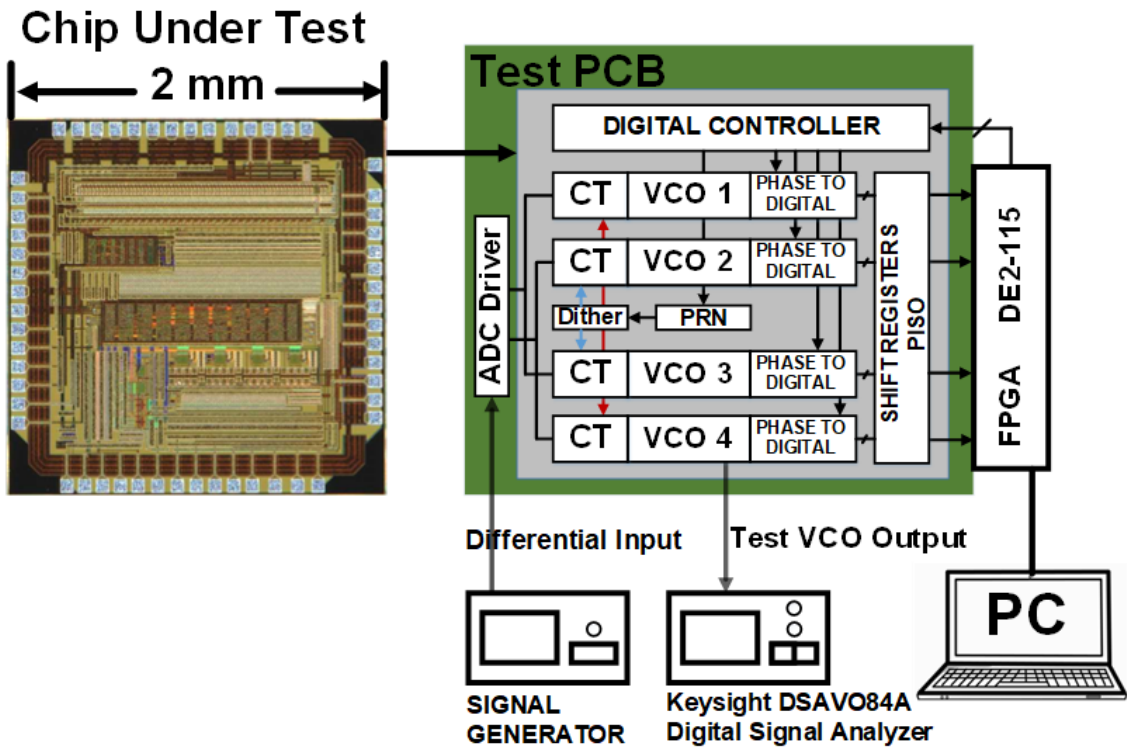 Chip Under Test
2 mm
Test PCB
DIGITAL CONTROLLER
CT
VCO 1
PHASE TO
DIGITAL
CT
VCO 2
PHASE TO
DIGITAL
Dither
PRN
CT
VCO 3
PHASE TO
DIGITAL
CT
VCO 4
PHASE TO
DIGITAL
ADC Driver
SHIFT REGISTERS
PISO
FPGA DE2-115
Differential Input
Test VCO Output
PC
SIGNAL
GENERATOR
Keysight DSAVO84A
Digital Signal Analyzer